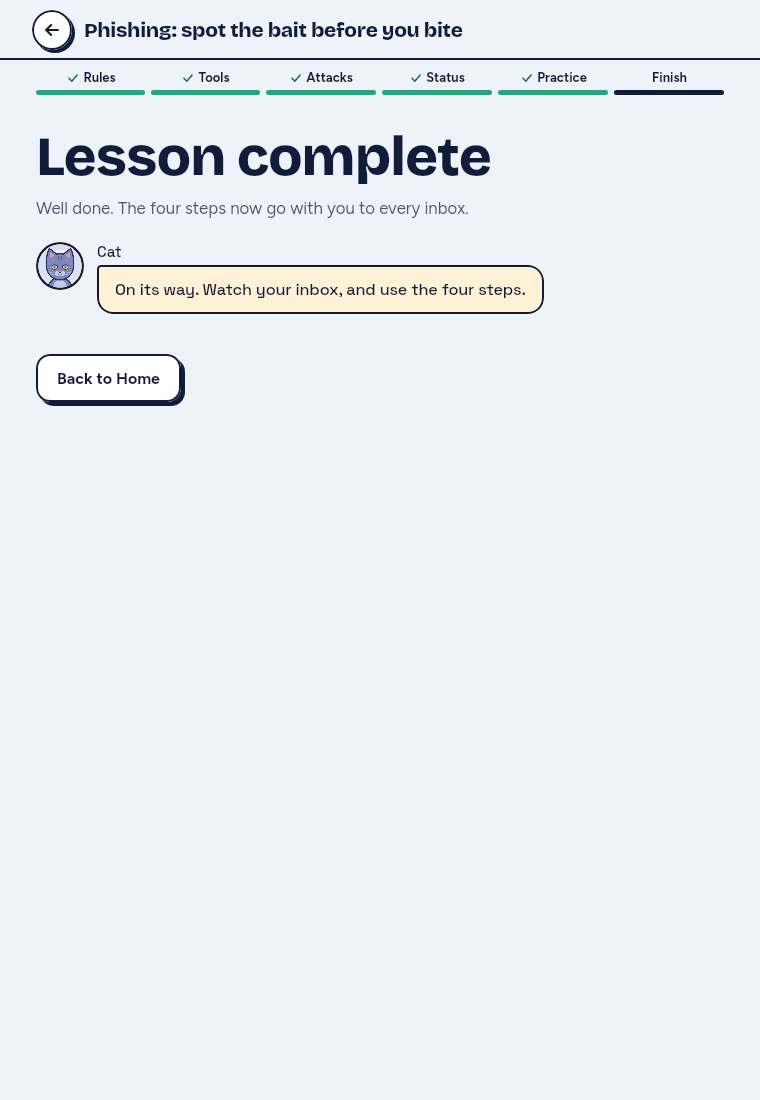 Phishing: spot the bait before you bite
Rules
Tools
Attacks
Status
Practice
Finish
Lesson complete
Well done. The four steps now go with you to every inbox.
Cat
On its way. Watch your inbox, and use the four steps.
Back to Home